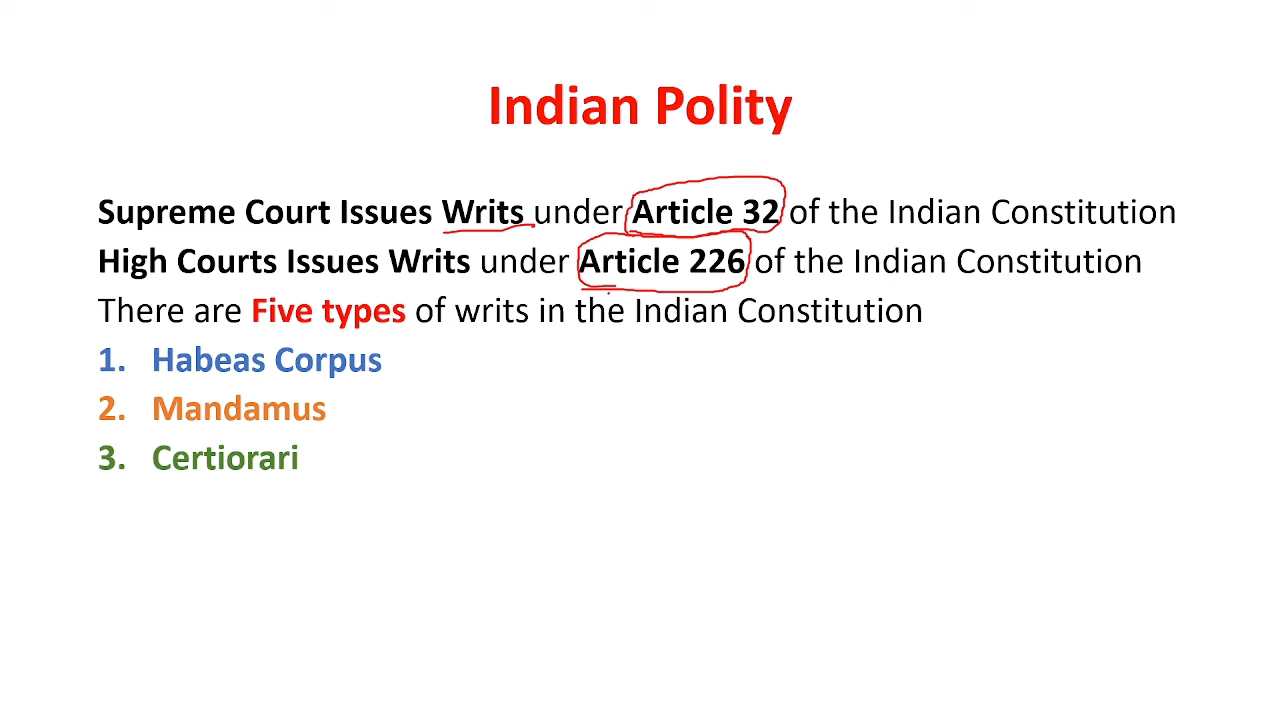 Indian Polity
Supreme Court Issues Writs under Article 32 of the Indian Constitution
High Courts Issues Writs under Article 226 of the Indian Constitution
There are Five types of writs in the Indian Constitution
1. Habeas Corpus
2. Mandamus
3. Certiorari